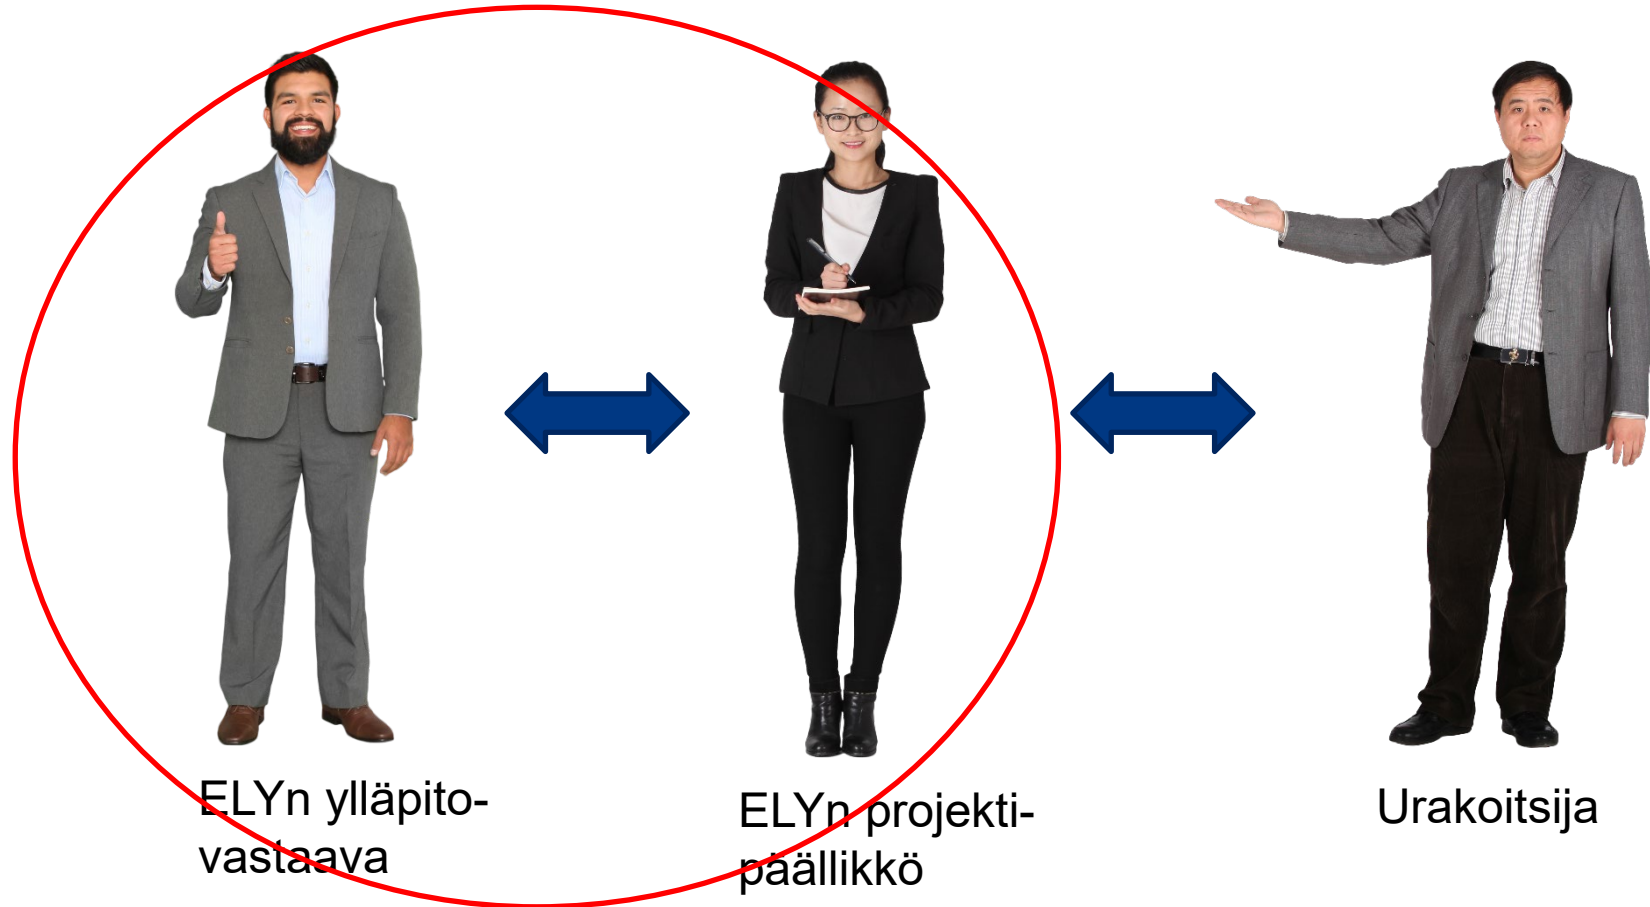 ELYn ylläpito-
vastaava
ELYn projekti-
päällikkö
Urakoitsija